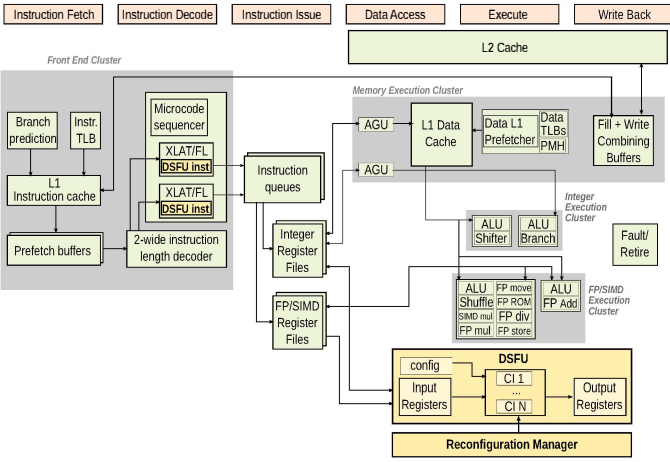 Instruction Fetch
Instruction Decode
Instruction Issue
Data Access
Execute
Write Back
L2 Cache
Front End Cluster
Branch
prediction
Instr.
TLB
L1
Instruction cache
Prefetch buffers
Microcode
sequencer
XLAT/FL
DSFU inst
XLAT/FL
DSFU inst
2-wide instruction
length decoder
Instruction
queues
Integer
Register
Files
FP/SIMD
Register
Files
Memory Execution Cluster
AGU
AGU
L1 Data
Cache
Data L1
Prefetcher
Data
TLBs
PMH
Fill + Write
Combining
Buffers
Integer
Execution
Cluster
ALU
Shifter
ALU
Branch
Fault/
Retire
ALU
Shuffle
SIMD mul
FP mul
FP move
FP ROM
FP div
FP store
ALU
FP Add
FP/SIMD
Execution
Cluster
DSFU
config
Input
Registers
CI 1
...
CI N
Output
Registers
Reconfiguration Manager